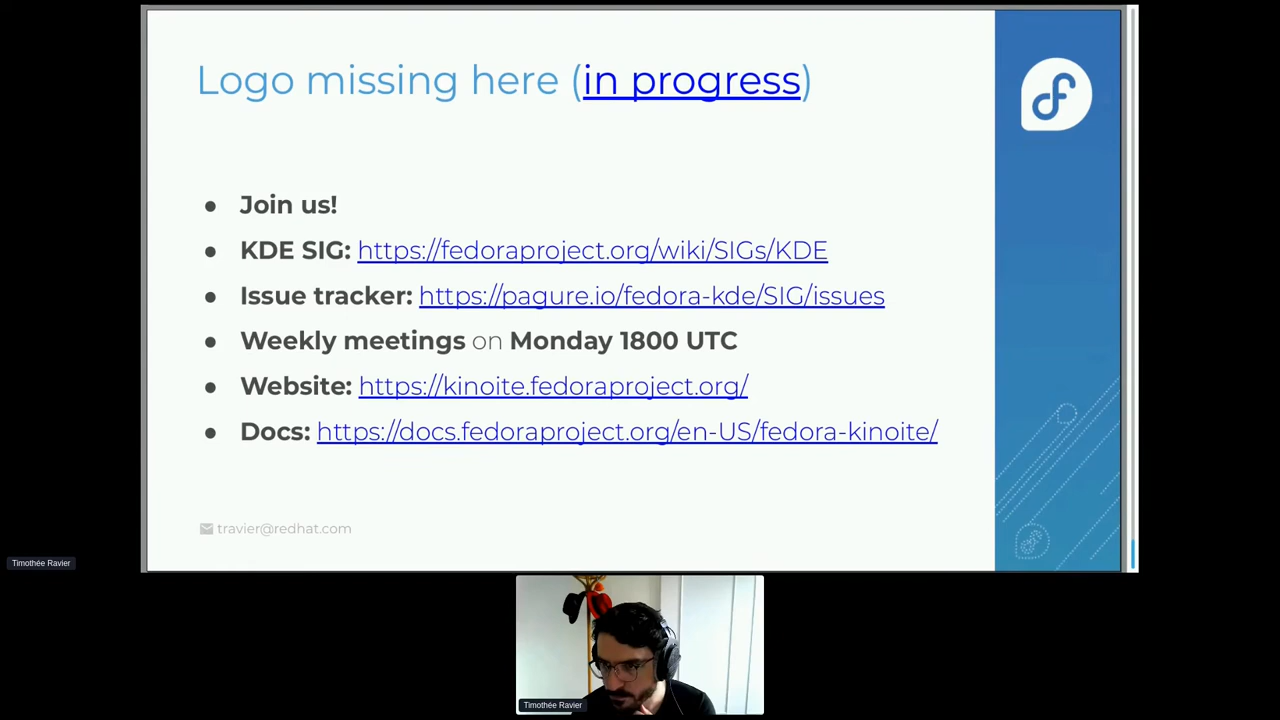 Logo missing here (in progress)
● Join us!
● KDE SIG: https://fedoraproject.org/wiki/SIGs/KDE
● Issue tracker: https://pagure.io/fedora-kde/SIG/issues
● Weekly meetings on Monday 1800 UTC
● Website: https://kinoite.fedoraproject.org/
● Docs: https://docs.fedoraproject.org/en-US/fedora-kinoite/
travier@redhat.com
Timothée Ravier
Timothée Ravier